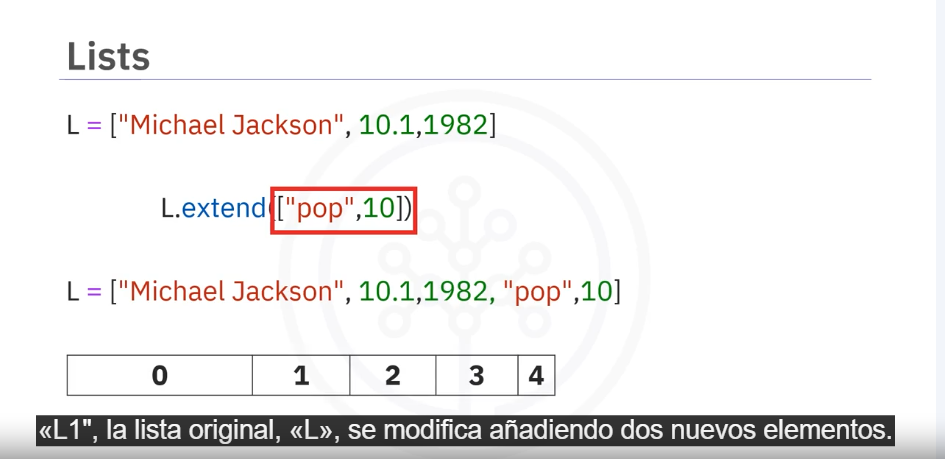 Lists
L = ["Michael Jackson", 10.1,1982]
L.extend(["pop",10])
L = ["Michael Jackson", 10.1,1982, "pop",10]
0 1 2 3 4
«L1", la lista original, «L», se modifica añadiendo dos nuevos elementos.